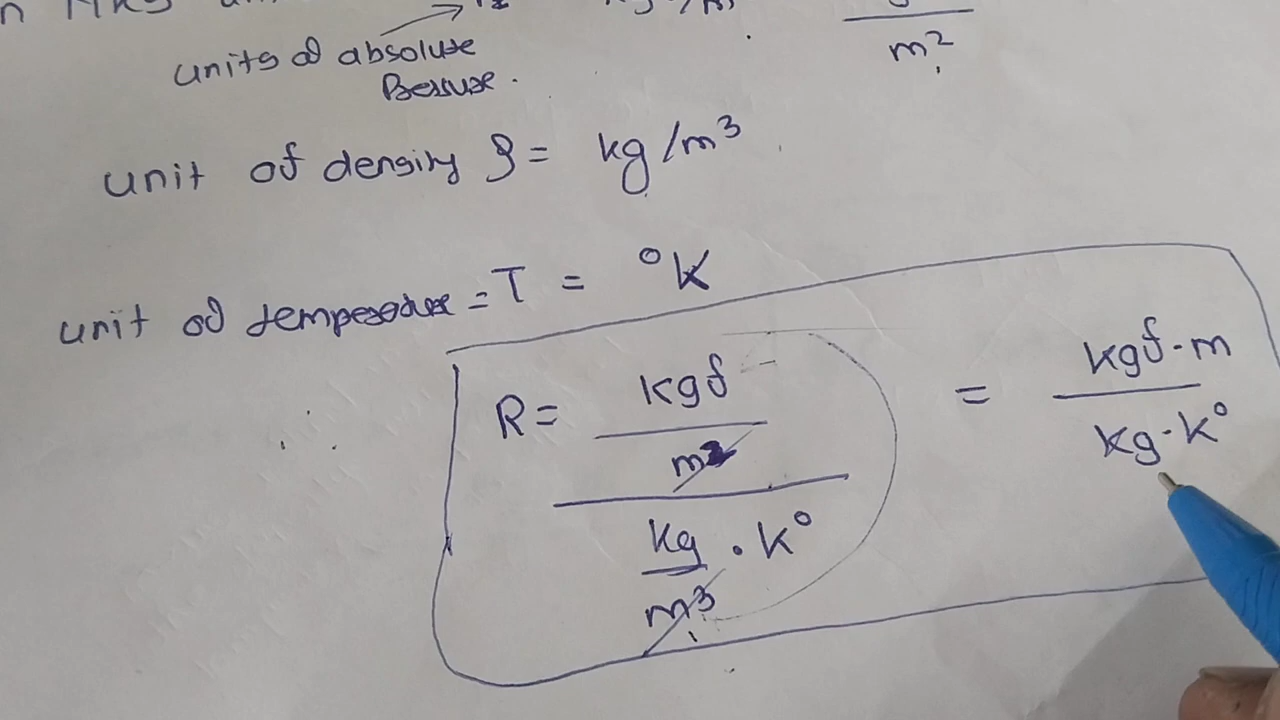 units of absolute
Pressure.
m²
unit of density ρ = kg/m³
unit of temperature = T = °K
R = kgf / m² / kg / m³ · k° = kgf·m / kg·k°